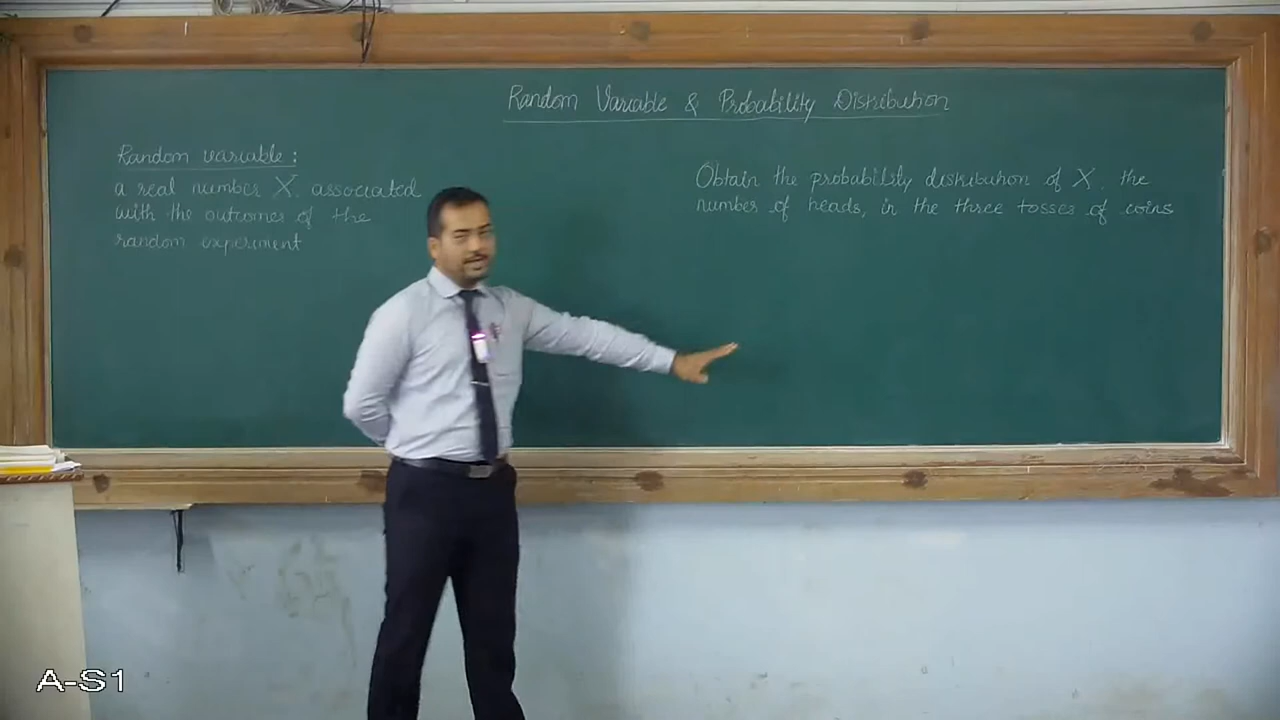 Random Variable & Probability Distribution
Random variable :
a real number X, associated
with the outcomes of the
random experiment
Obtain the probability distribution of X, the
number of heads, in the three tosses of coins
A-S1